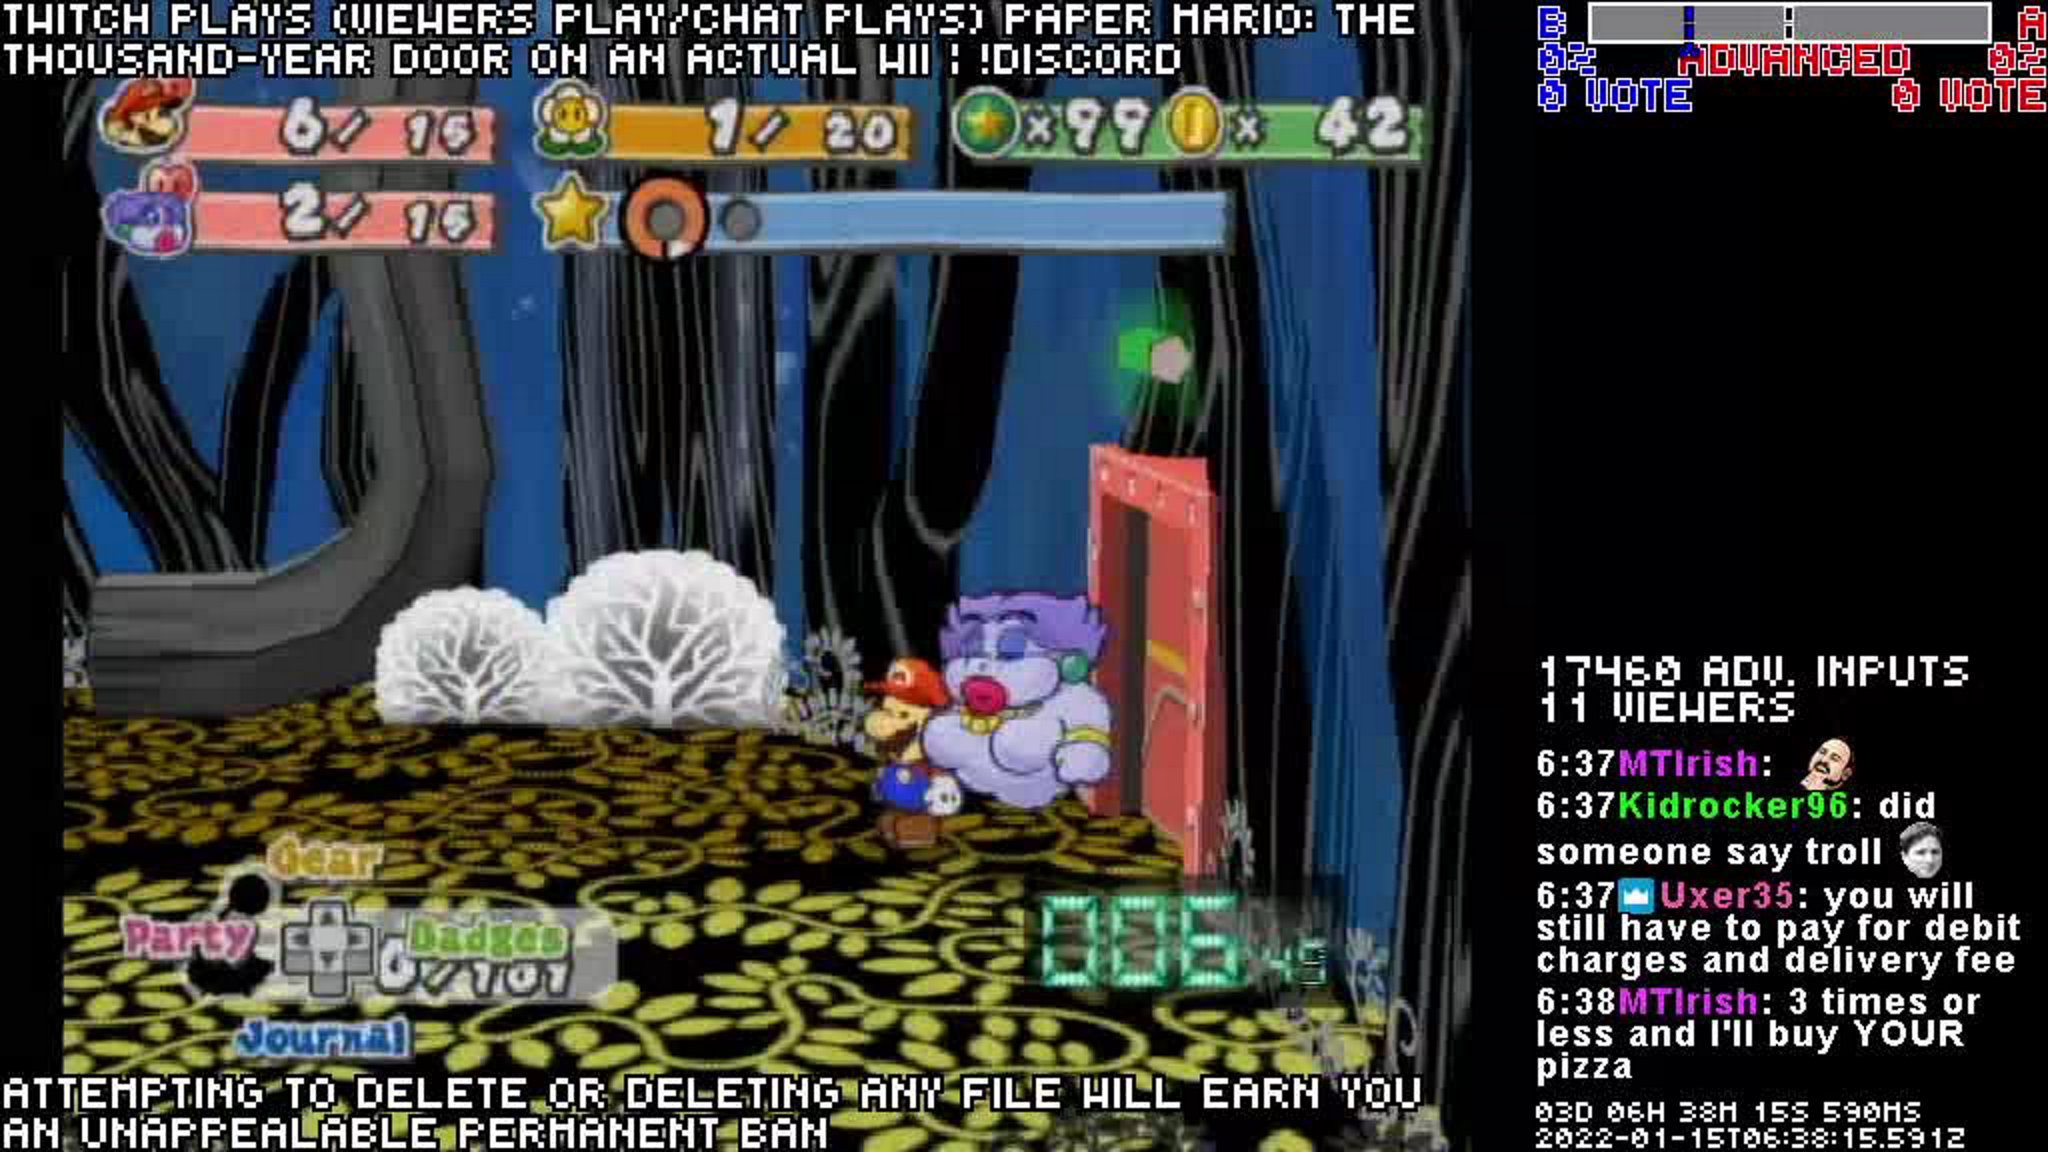 TWITCH PLAYS (VIEWERS PLAY/CHAT PLAYS) PAPER MARIO: THE
THOUSAND-YEAR DOOR ON AN ACTUAL WII ¦ !DISCORD
B A
0% ADVANCED 0%
0 VOTE 0 VOTE
6/ 15 1/ 20 ×99 × 42
2/ 15
17460 ADV. INPUTS
11 VIEWERS
6:37MTIrish:
6:37Kidrocker96: did
someone say troll
6:37Uxer35: you will
still have to pay for debit
charges and delivery fee
6:38MTIrish: 3 times or
less and I'll buy YOUR
pizza
03D 06H 38M 15S 590MS
2022-01-15T06:38:15.591Z
Gear
Party Badges
Journal
ATTEMPTING TO DELETE OR DELETING ANY FILE WILL EARN YOU
AN UNAPPEALABLE PERMANENT BAN